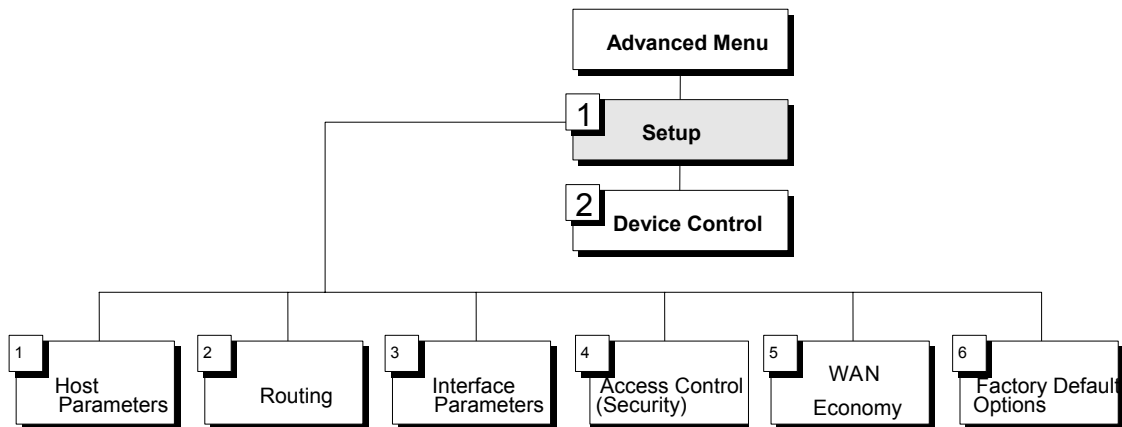 Advanced Menu
1
Setup
2
Device Control
1
Host
Parameters
2
Routing
3
Interface
Parameters
4
Access Control
(Security)
5
WAN
Economy
6
Factory Default
Options